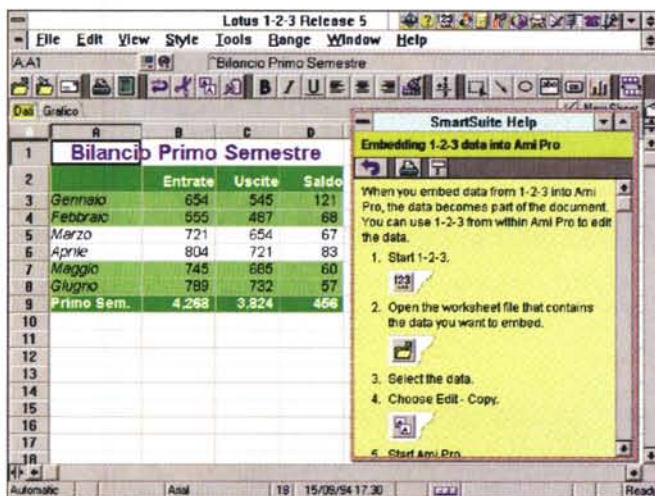 Lotus 1-2-3 Release 5
File Edit View Style Tools Range Window Help
A:A1 ^Bilancio Primo Semestre
B I U
Dati Grafico New Sheet
A B C D
1 Bilancio Primo Semestre
2 Entrate Uscite Saldo
3 Gennaio 654 545 121
4 Febbraio 555 487 68
5 Marzo 721 654 67
6 Aprile 804 721 83
7 Maggio 745 685 60
8 Giugno 789 732 57
9 Primo Sem. 4.268 3.824 456
10
11
12
13
14
15
16
17
18
SmartSuite Help
Embedding 1-2-3 data into Ami Pro
When you embed data from 1-2-3 into Ami
Pro, the data becomes part of the document.
You can use 1-2-3 from within Ami Pro to edit
the data.
1. Start 1-2-3.
123
2. Open the worksheet file that contains
the data you want to embed.
3. Select the data.
4. Choose Edit - Copy.
5. Start Ami Pro.
Automatic Arial 18 15/09/94 17.30 Ready